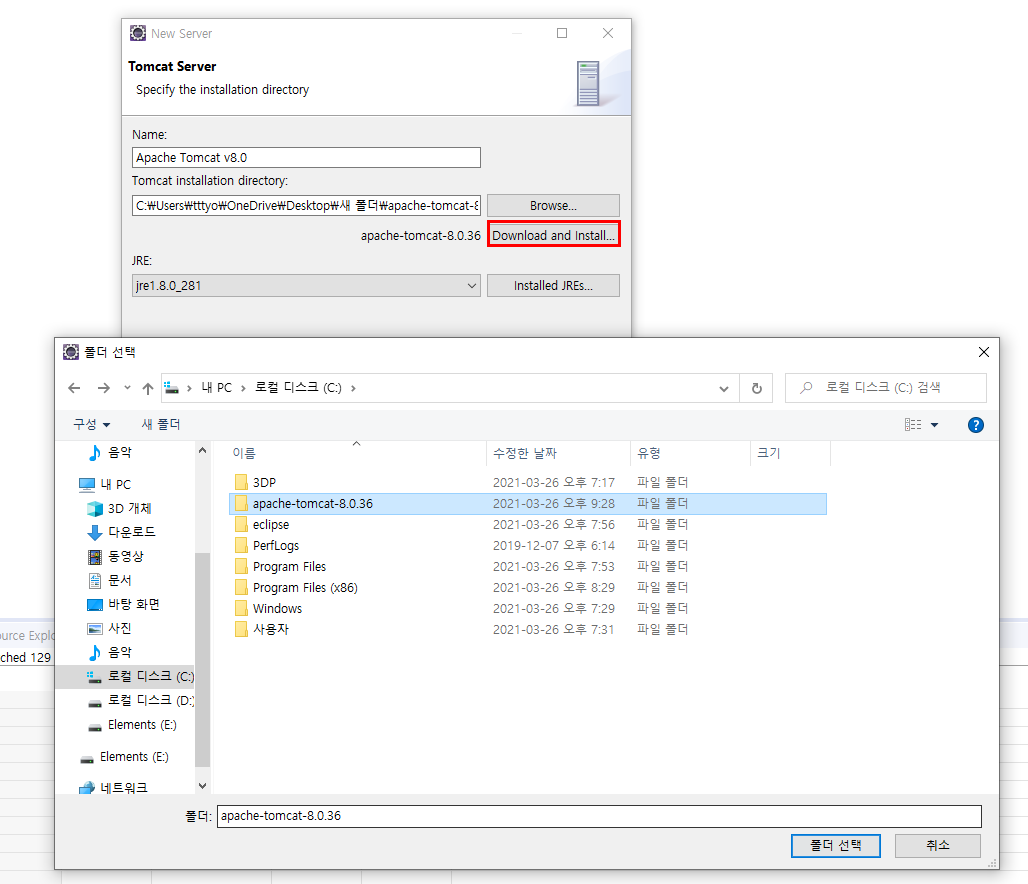 New Server
Tomcat Server
Specify the installation directory
Name:
Apache Tomcat v8.0
Tomcat installation directory:
C:₩Users₩tttyo₩OneDrive₩Desktop₩새 폴더₩apache-tomcat-8 Browse...
apache-tomcat-8.0.36 Download and Install...
JRE:
jre1.8.0_281 Installed JREs...
폴더 선택
내 PC › 로컬 디스크 (C:) › 로컬 디스크 (C:) 검색
구성 새 폴더
음악
내 PC
3D 개체
다운로드
동영상
문서
바탕 화면
사진
음악
로컬 디스크 (C:)
로컬 디스크 (D:)
Elements (E:)
Elements (E:)
네트워크
이름 수정한 날짜 유형 크기
3DP 2021-03-26 오후 7:17 파일 폴더
apache-tomcat-8.0.36 2021-03-26 오후 9:28 파일 폴더
eclipse 2021-03-26 오후 7:56 파일 폴더
PerfLogs 2019-12-07 오후 6:14 파일 폴더
Program Files 2021-03-26 오후 7:53 파일 폴더
Program Files (x86) 2021-03-26 오후 8:29 파일 폴더
Windows 2021-03-26 오후 7:29 파일 폴더
사용자 2021-03-26 오후 7:31 파일 폴더
ource Explo
ched 129
폴더: apache-tomcat-8.0.36
폴더 선택 취소